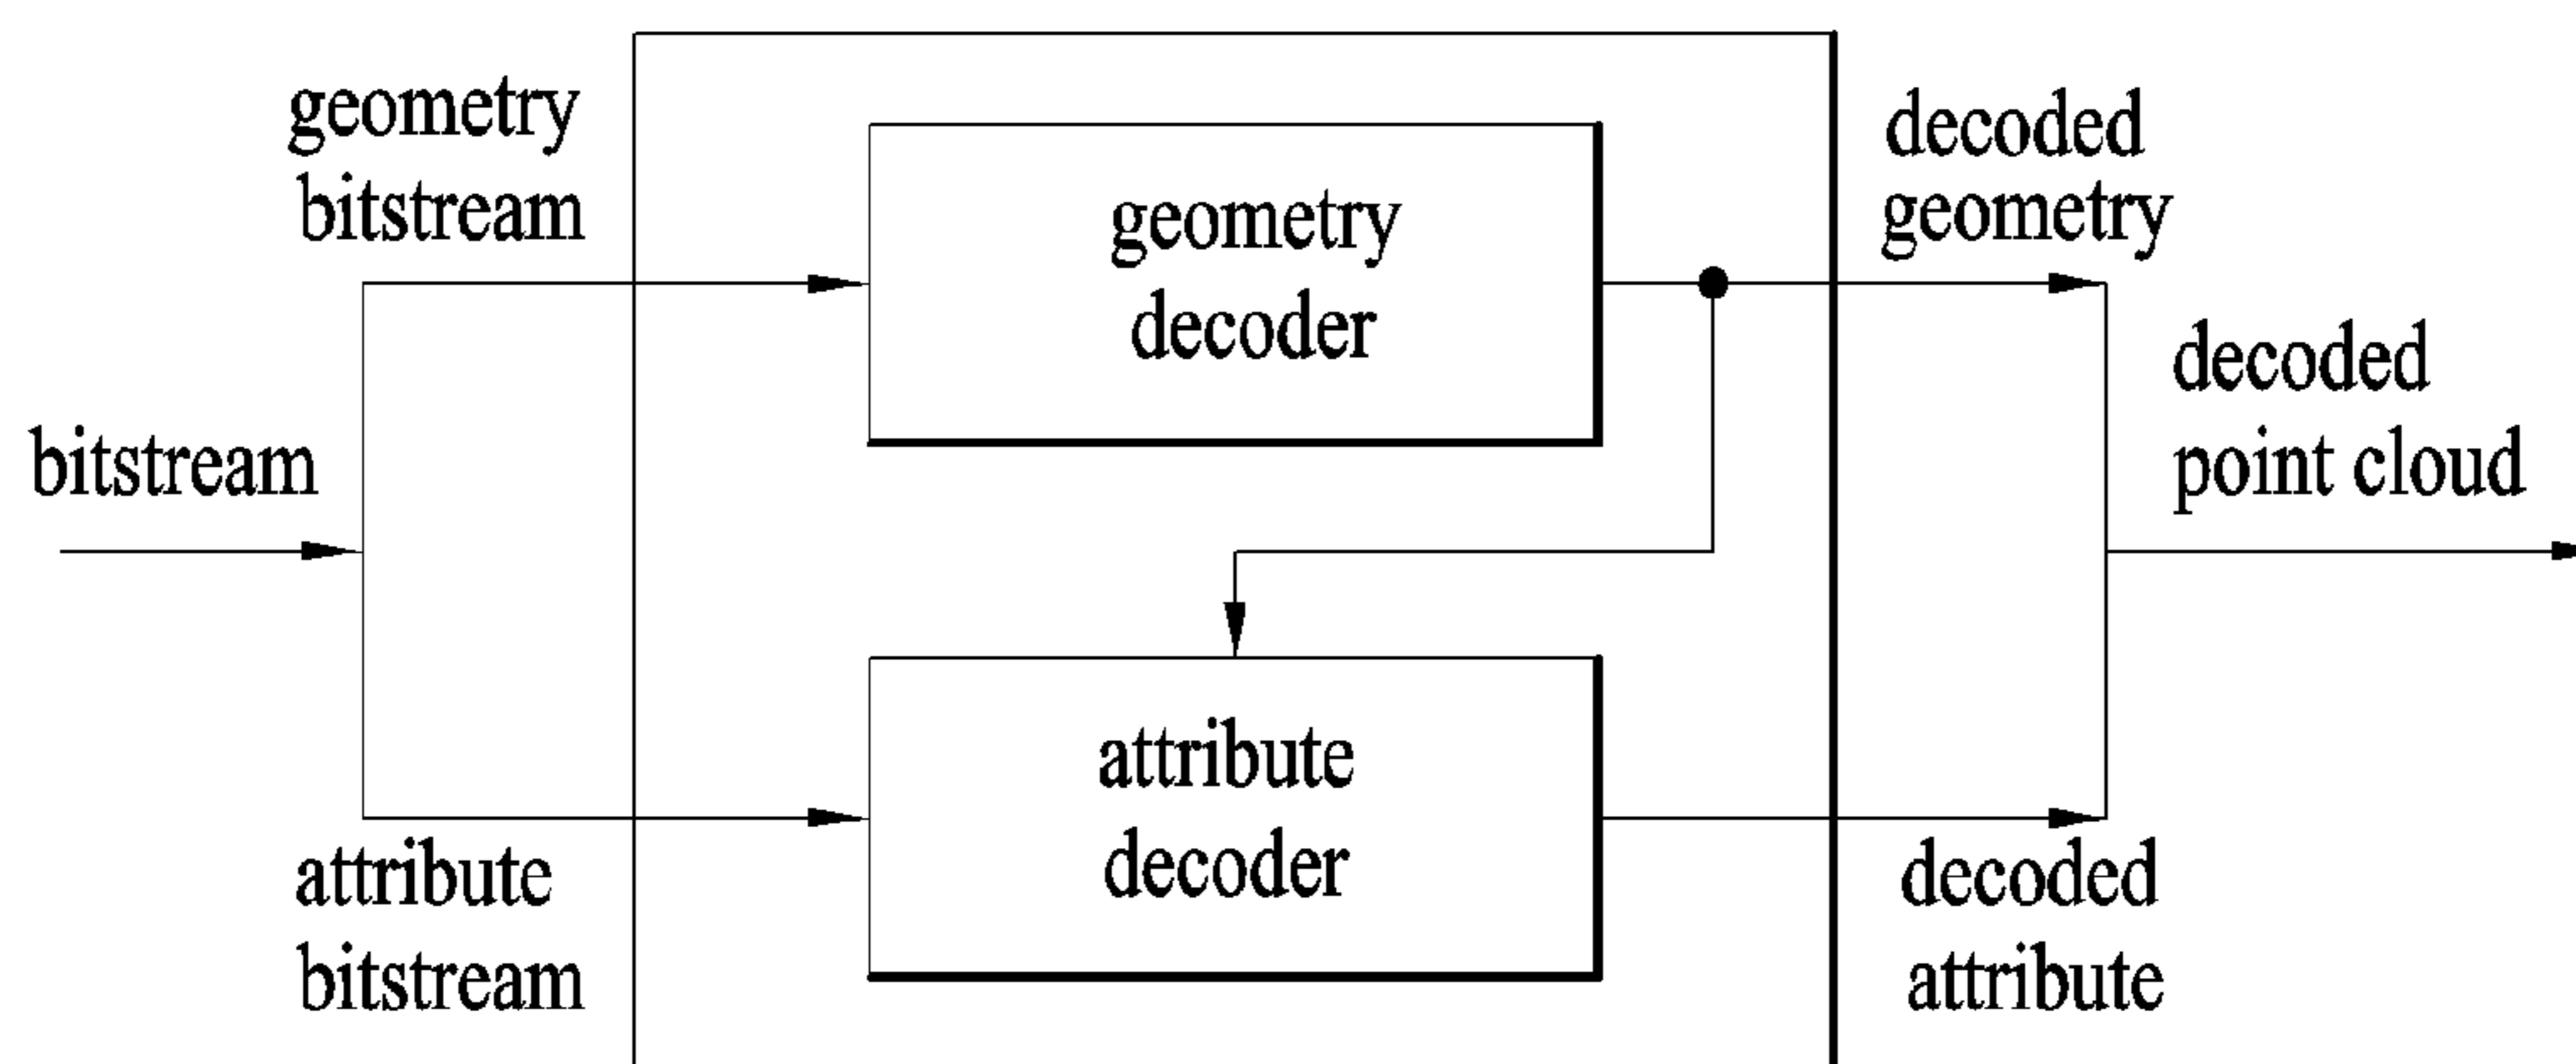 bitstream
geometry
bitstream
attribute
bitstream
geometry
decoder
attribute
decoder
decoded
geometry
decoded
attribute
decoded
point cloud